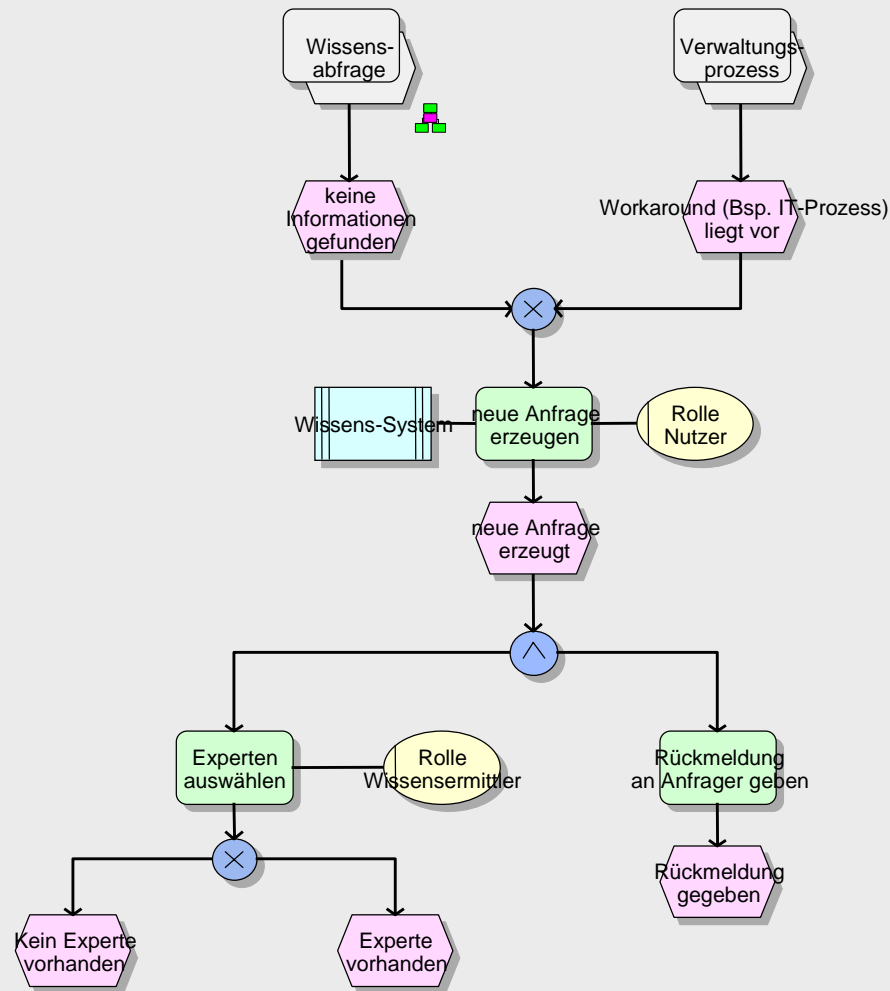 Wissens-
abfrage
Verwaltungs-
prozess
keine
Informationen
gefunden
Workaround (Bsp. IT-Prozess)
liegt vor
Wissens-System
neue Anfrage
erzeugen
Rolle
Nutzer
neue Anfrage
erzeugt
Experten
auswählen
Rolle
Wissensermittler
Rückmeldung
an Anfrager geben
Rückmeldung
gegeben
Kein Experte
vorhanden
Experte
vorhanden